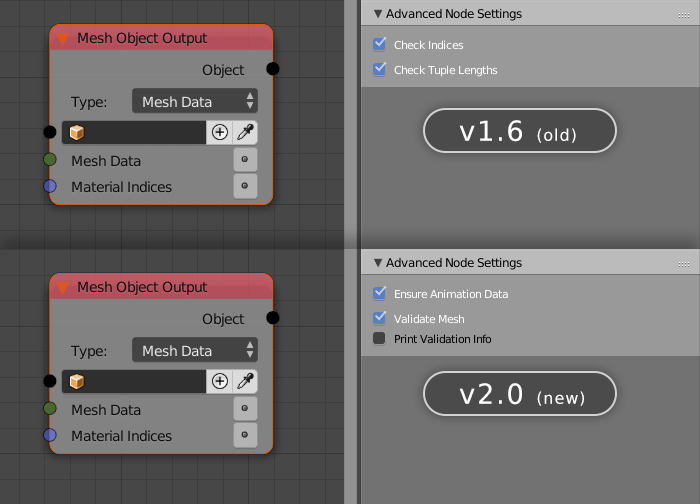 Mesh Object Output
Object
Type: Mesh Data
Mesh Data
Material Indices
Advanced Node Settings
Check Indices
Check Tuple Lengths
v1.6 (old)
Mesh Object Output
Object
Type: Mesh Data
Mesh Data
Material Indices
Advanced Node Settings
Ensure Animation Data
Validate Mesh
Print Validation Info
v2.0 (new)